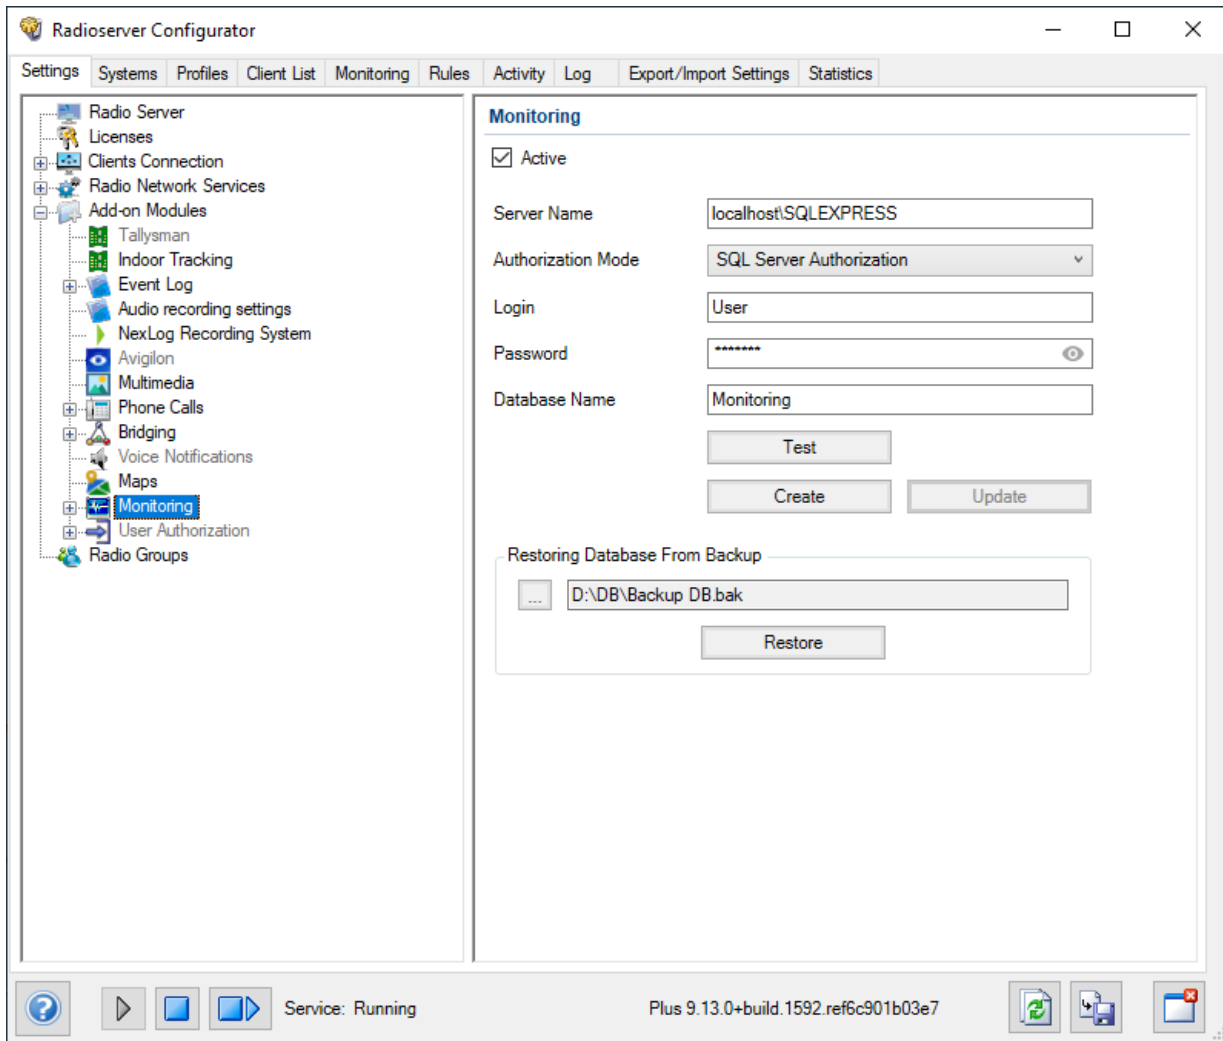 Radioserver Configurator
Settings Systems Profiles Client List Monitoring Rules Activity Log Export/Import Settings Statistics
Radio Server
Licenses
Clients Connection
Radio Network Services
Add-on Modules
Tallysman
Indoor Tracking
Event Log
Audio recording settings
NexLog Recording System
Avigilon
Multimedia
Phone Calls
Bridging
Voice Notifications
Maps
Monitoring
User Authorization
Radio Groups
Monitoring
Active
Server Name localhost\SQLEXPRESS
Authorization Mode SQL Server Authorization
Login User
Password *******
Database Name Monitoring
Test
Create Update
Restoring Database From Backup
... D:\DB\Backup DB.bak
Restore
Service: Running Plus 9.13.0+build.1592.ref6c901b03e7